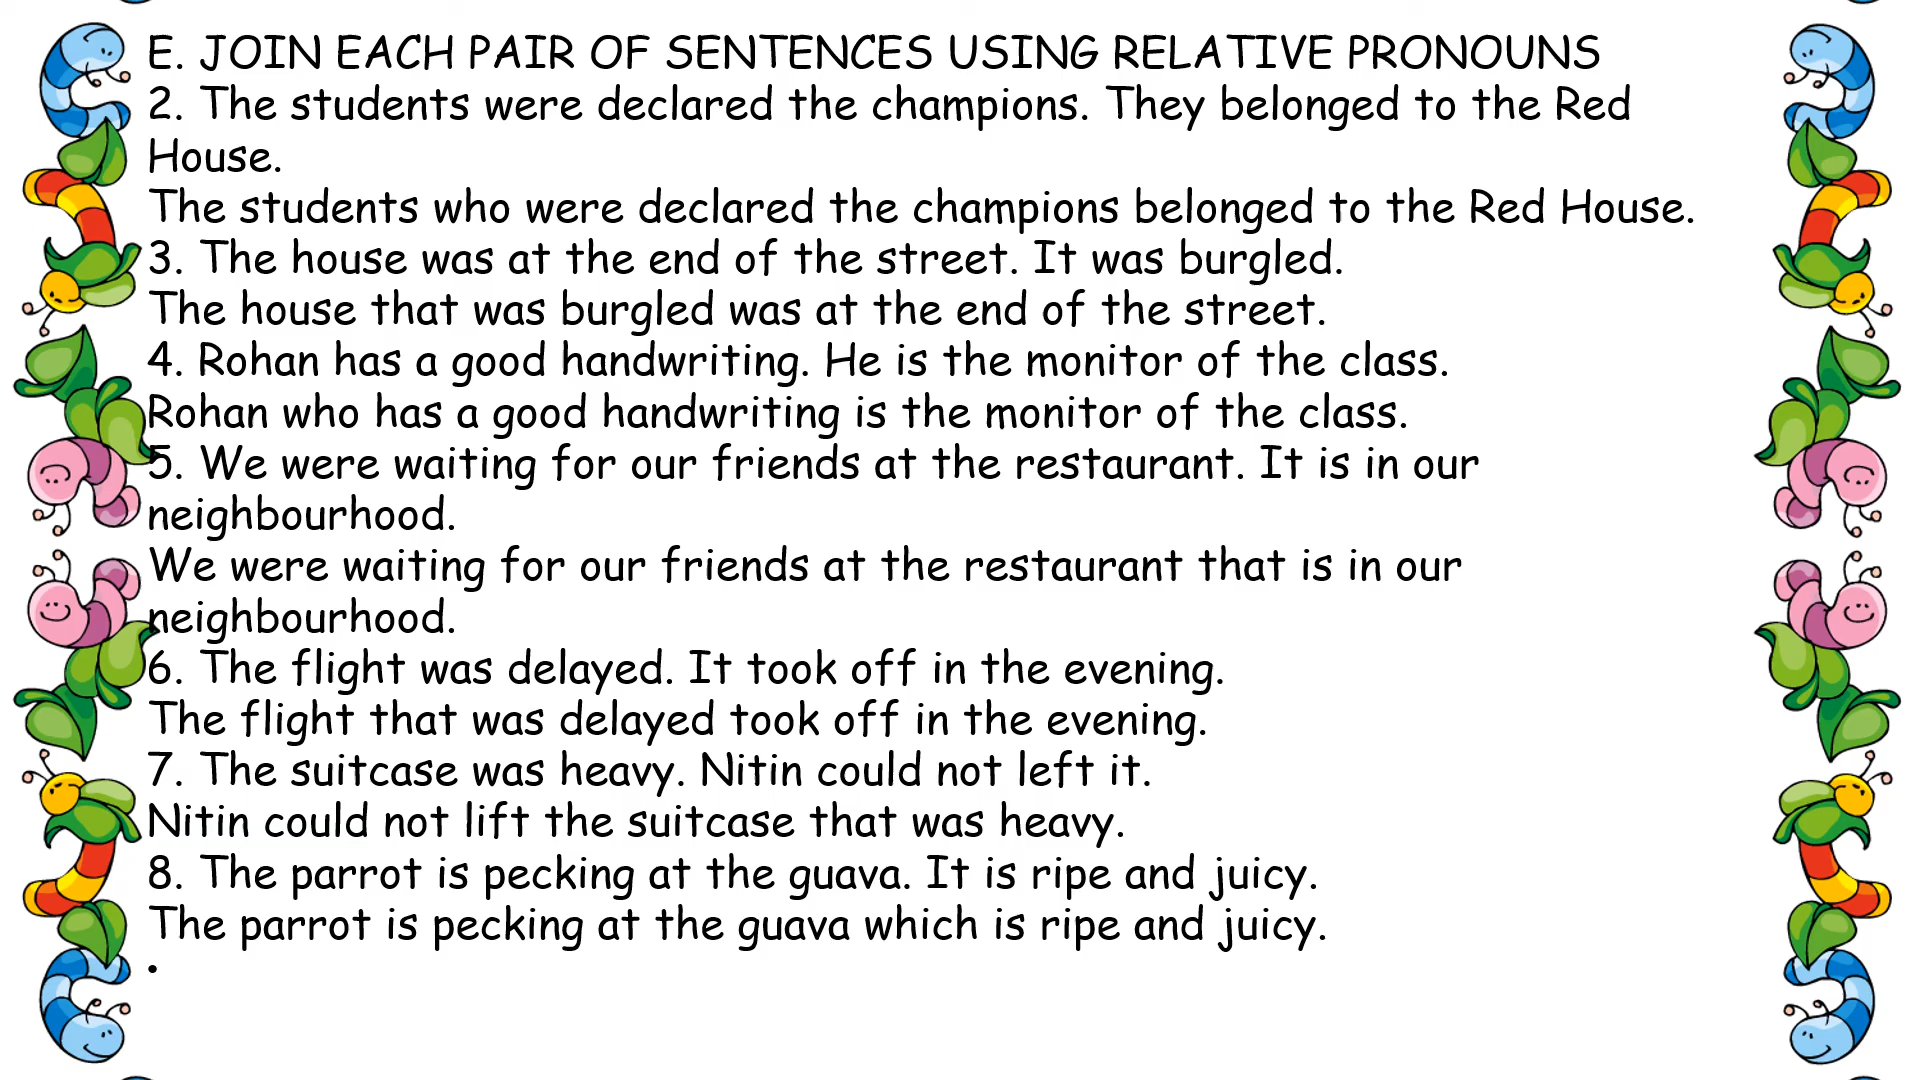 E. JOIN EACH PAIR OF SENTENCES USING RELATIVE PRONOUNS
2. The students were declared the champions. They belonged to the Red
House.
The students who were declared the champions belonged to the Red House.
3. The house was at the end of the street. It was burgled.
The house that was burgled was at the end of the street.
4. Rohan has a good handwriting. He is the monitor of the class.
Rohan who has a good handwriting is the monitor of the class.
5. We were waiting for our friends at the restaurant. It is in our
neighbourhood.
We were waiting for our friends at the restaurant that is in our
neighbourhood.
6. The flight was delayed. It took off in the evening.
The flight that was delayed took off in the evening.
7. The suitcase was heavy. Nitin could not left it.
Nitin could not lift the suitcase that was heavy.
8. The parrot is pecking at the guava. It is ripe and juicy.
The parrot is pecking at the guava which is ripe and juicy.
•